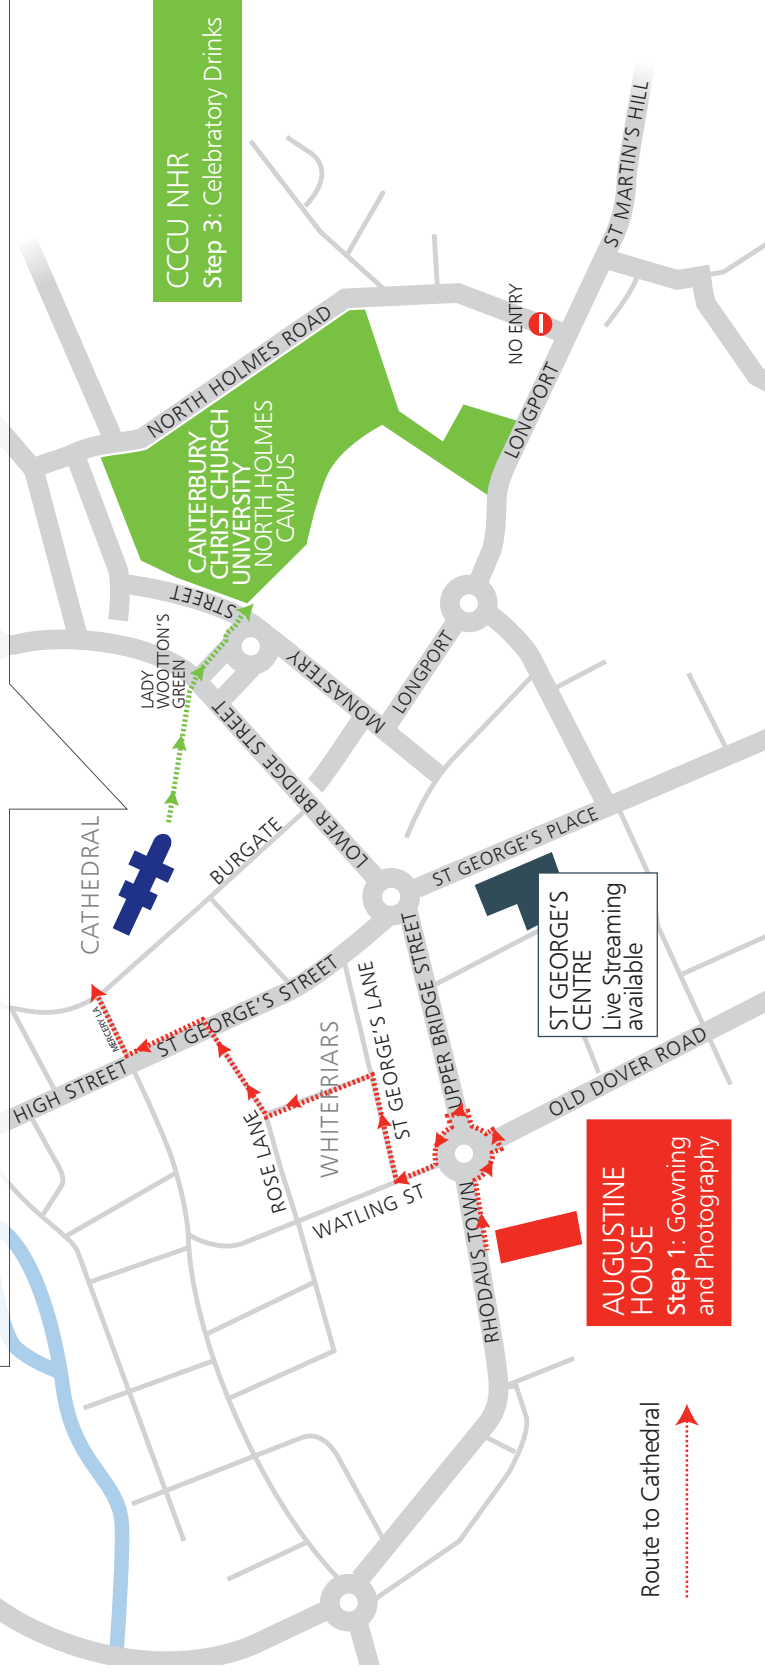 CCCU NHR
Step 3: Celebratory Drinks
ST MARTIN'S HILL
NO ENTRY
NORTH HOLMES ROAD
LONGPORT
CANTERBURY
CHRIST CHURCH
UNIVERSITY
NORTH HOLMES
CAMPUS
LADY
WOOTTON'S
GREEN
MONASTERY STREET
LONGPORT
LOWER BRIDGE STREET
BURGATE
CATHEDRAL
ST GEORGE'S PLACE
ST GEORGE'S
CENTRE
Live Streaming
available
MERCERY LA
HIGH STREET
ST GEORGE'S STREET
WHITEFRIARS
ST GEORGE'S LANE
UPPER BRIDGE STREET
OLD DOVER ROAD
ROSE LANE
WATLING ST
RHODAUS TOWN
AUGUSTINE
HOUSE
Step 1: Gowning
and Photography
Route to Cathedral